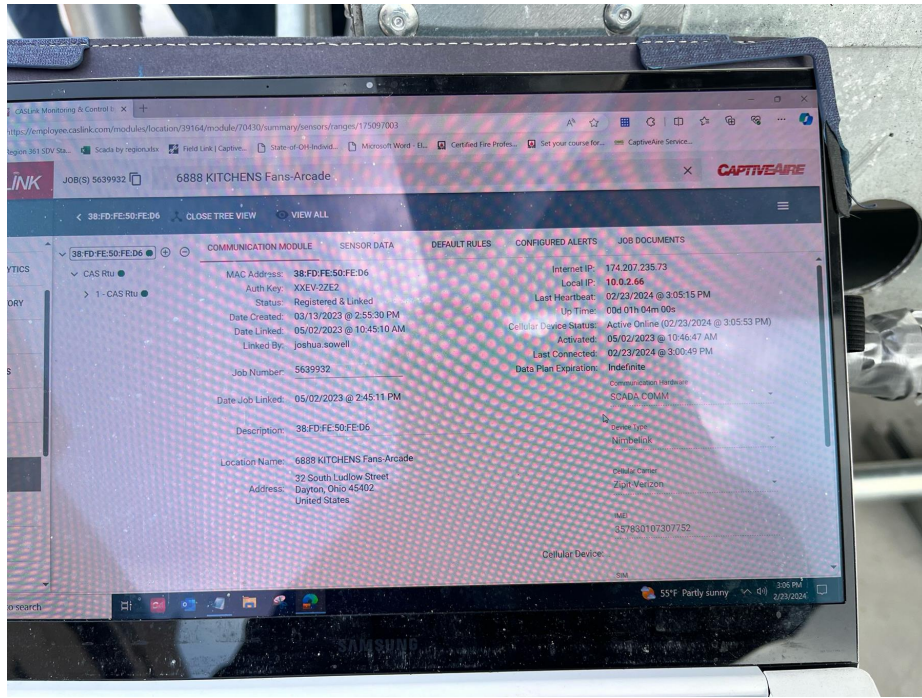 CASLink Monitoring & Control
https://employee.caslink.com/modules/location/39164/module/70430/summary/sensors/ranges/175097003
Region 361 SDV Sta... Scada by region.xlsx Field Link | Captive... State-of-OH-Individ... Microsoft Word - EL... Certified Fire Profes... Set your course for... CaptiveAire Service...
LINK
JOB(S) 5639932
6888 KITCHENS Fans-Arcade
CAPTIVEAIRE
38:FD:FE:50:FE:D6
CLOSE TREE VIEW
VIEW ALL
38:FD:FE:50:FE:D6
CAS Rtu
1 - CAS Rtu
YTICS
ORY
S
COMMUNICATION MODULE
SENSOR DATA
DEFAULT RULES
CONFIGURED ALERTS
JOB DOCUMENTS
MAC Address: 38:FD:FE:50:FE:D6
Auth Key: XXEV-2ZE2
Status: Registered & Linked
Date Created: 03/13/2023 @ 2:55:30 PM
Date Linked: 05/02/2023 @ 10:45:10 AM
Linked By: joshua.sowell
Job Number: 5639932
Date Job Linked: 05/02/2023 @ 2:45:11 PM
Description: 38:FD:FE:50:FE:D6
Location Name: 6888 KITCHENS Fans-Arcade
Address: 32 South Ludlow Street
Dayton, Ohio 45402
United States
Internet IP: 174.207.235.73
Local IP: 10.0.2.66
Last Heartbeat: 02/23/2024 @ 3:05:15 PM
Up Time: 00d 01h 04m 00s
Cellular Device Status: Active Online (02/23/2024 @ 3:05:53 PM)
Activated: 05/02/2023 @ 10:46:47 AM
Last Connected: 02/23/2024 @ 3:00:49 PM
Data Plan Expiration: Indefinite
Communication Hardware
SCADA COMM
Device Type
Nimbelink
Cellular Carrier
Zipit-Verizon
IMEI
357830107307752
Cellular Device:
SIM
o search
55°F Partly sunny
3:06 PM
2/23/2024
SAMSUNG